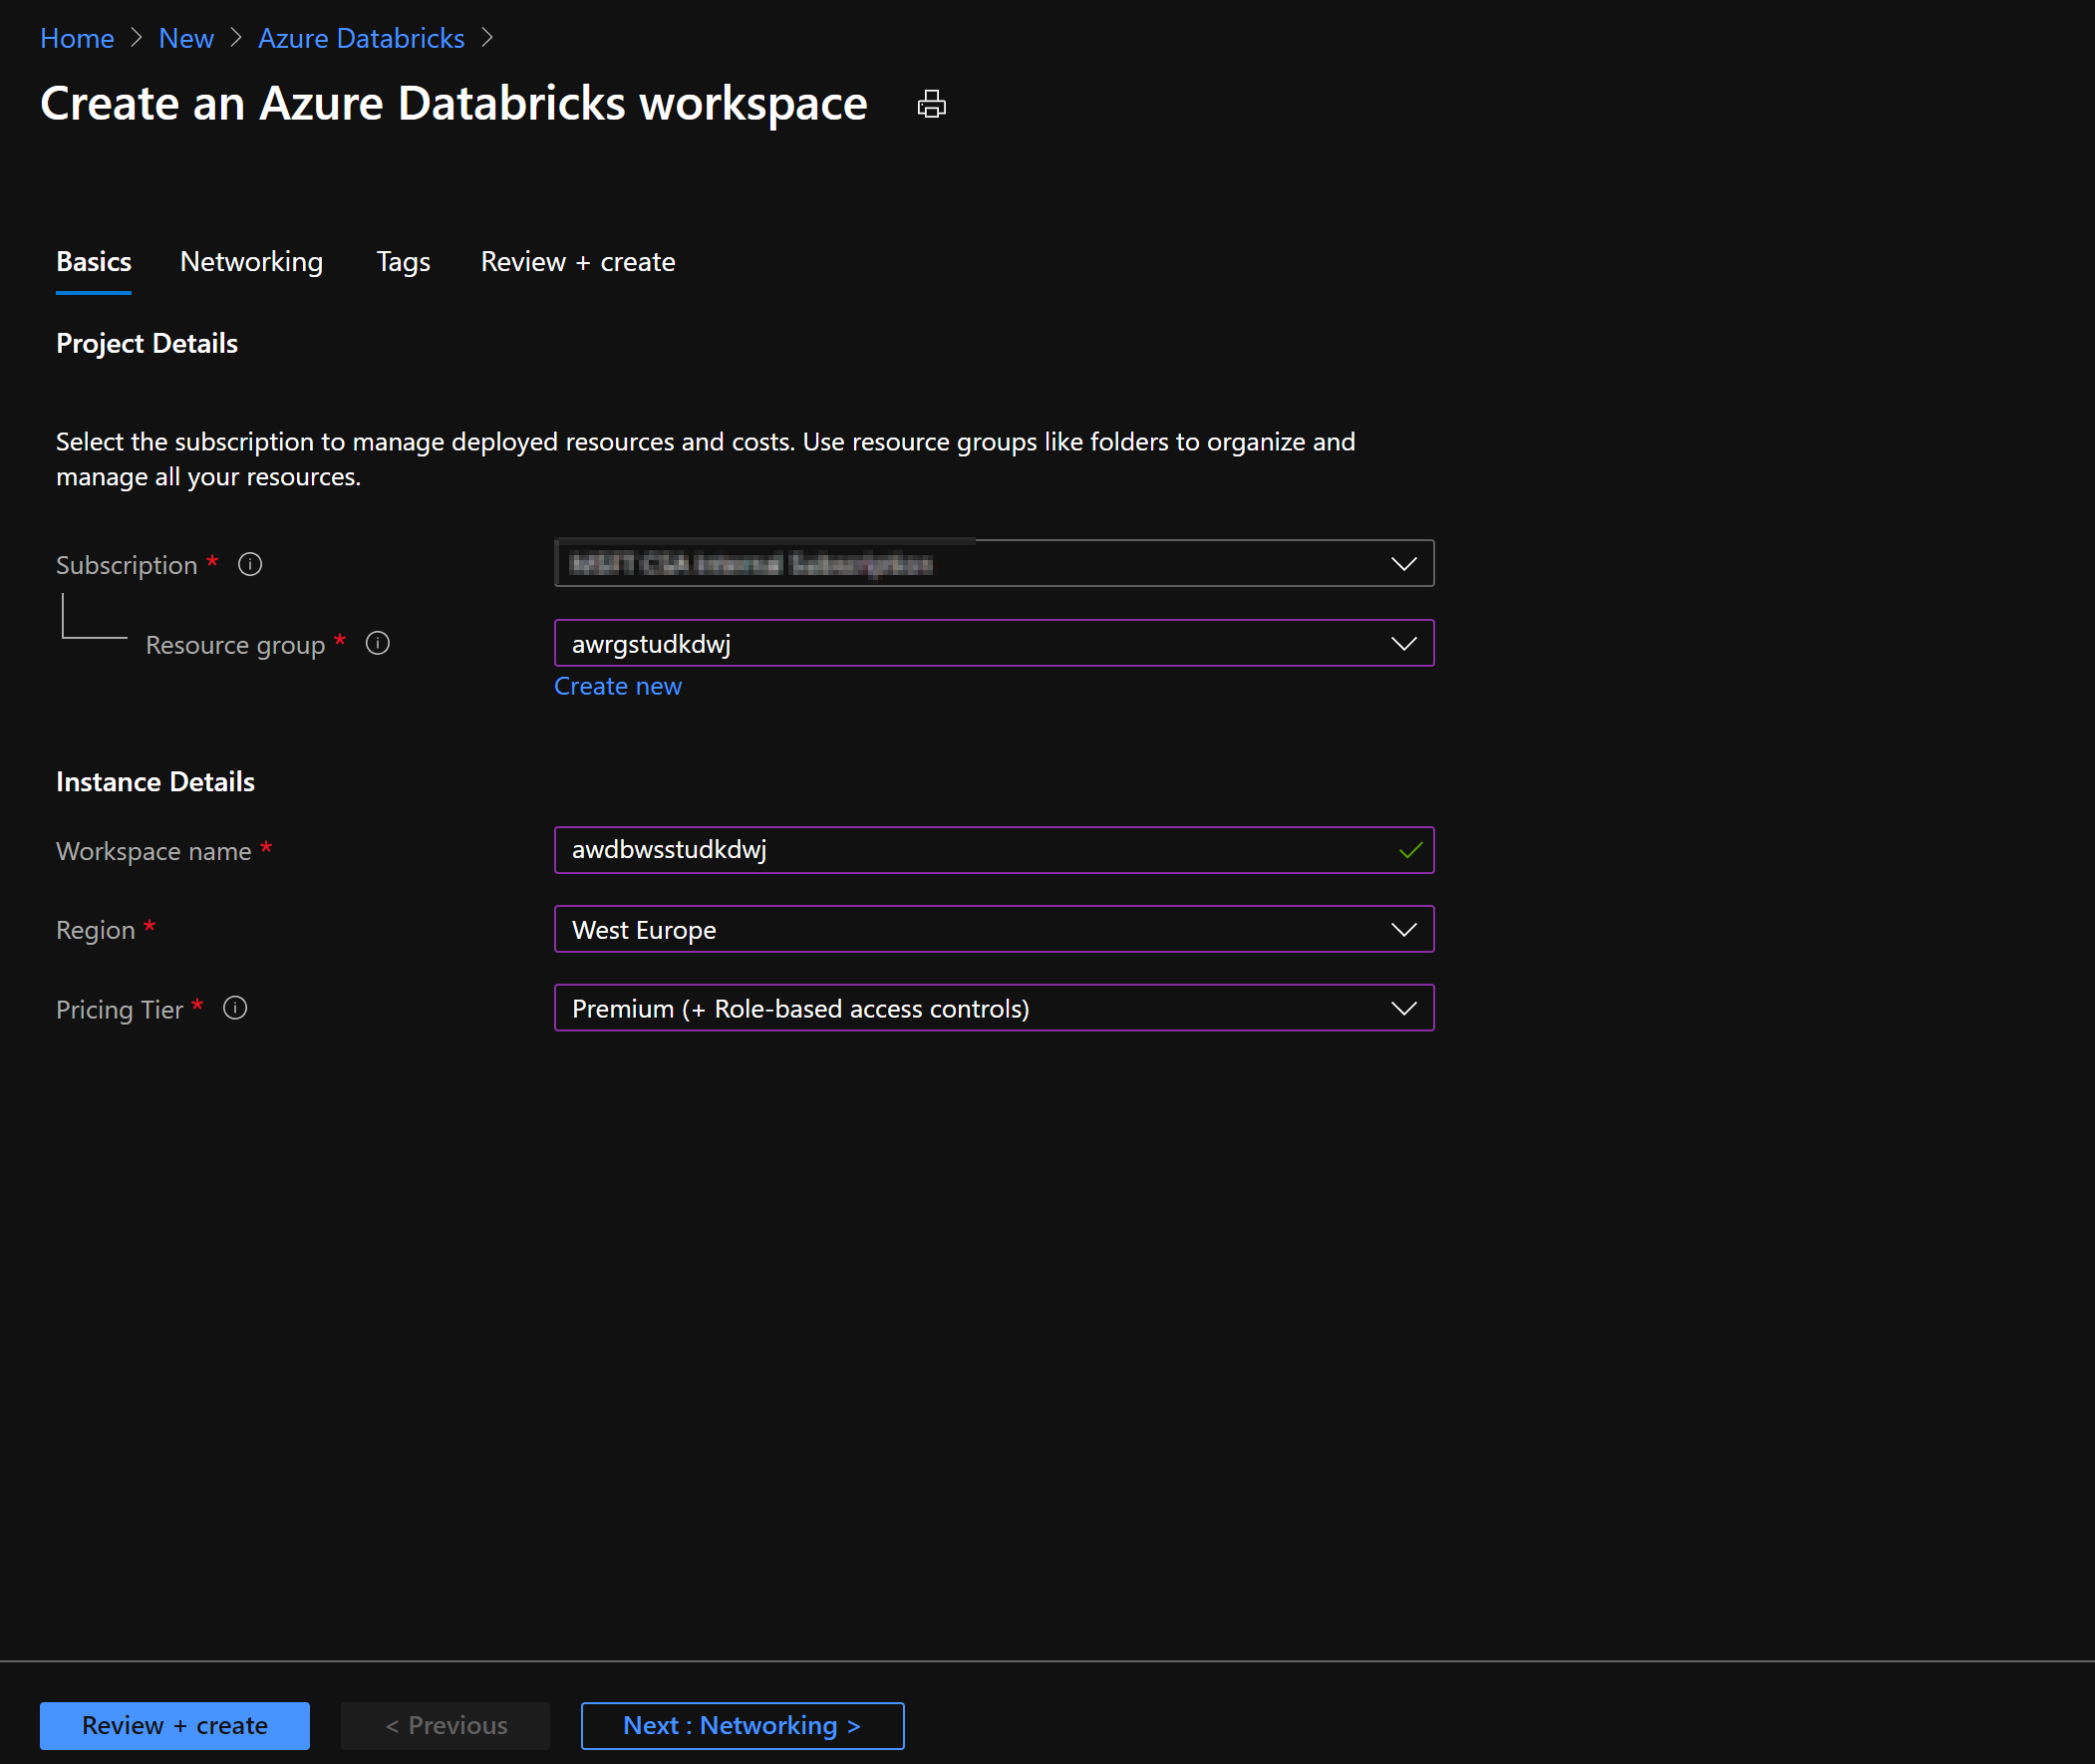 Home > New > Azure Databricks >
Create an Azure Databricks workspace
Basics Networking Tags Review + create
Project Details
Select the subscription to manage deployed resources and costs. Use resource groups like folders to organize and
manage all your resources.
Subscription *
Resource group * awrgstudkdwj
Create new
Instance Details
Workspace name * awdbwsstudkdwj
Region * West Europe
Pricing Tier * Premium (+ Role-based access controls)
Review + create < Previous Next : Networking >